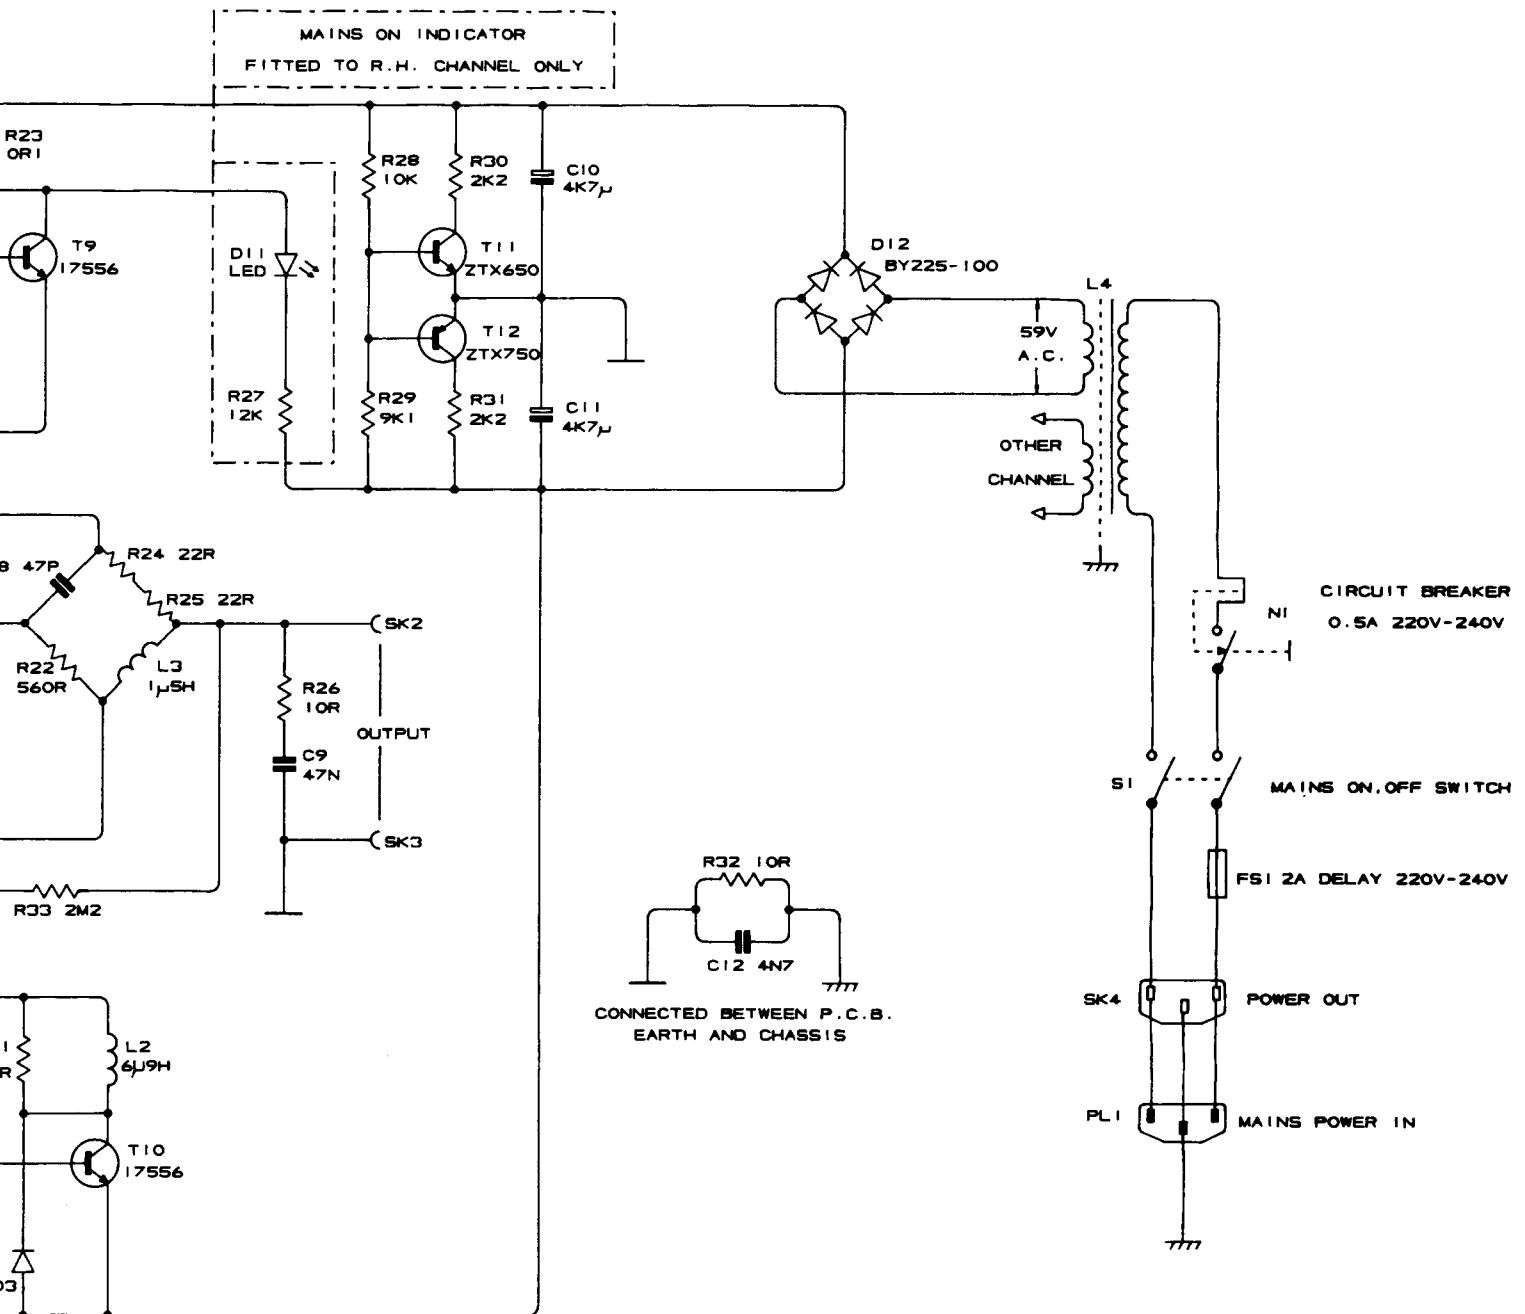 MAINS ON INDICATOR
FITTED TO R.H. CHANNEL ONLY
R23
0R1
R28
10K
R30
2K2
C10
4K7µ
T9
17556
D11
LED
T11
ZTX650
D12
BY225-100
L4
59V
A.C.
T12
ZTX750
R27
12K
R29
9K1
R31
2K2
C11
4K7µ
OTHER
CHANNEL
R24 22R
8 47P
R25 22R
SK2
R22
560R
L3
1µ5H
R26
10R
OUTPUT
C9
47N
SK3
R33 2M2
CIRCUIT BREAKER
0.5A 220V-240V
N1
S1
MAINS ON.OFF SWITCH
FS1 2A DELAY 220V-240V
R32 10R
C12 4N7
CONNECTED BETWEEN P.C.B.
EARTH AND CHASSIS
SK4
POWER OUT
PL1
MAINS POWER IN
1
R
L2
6µ9H
T10
17556
D3